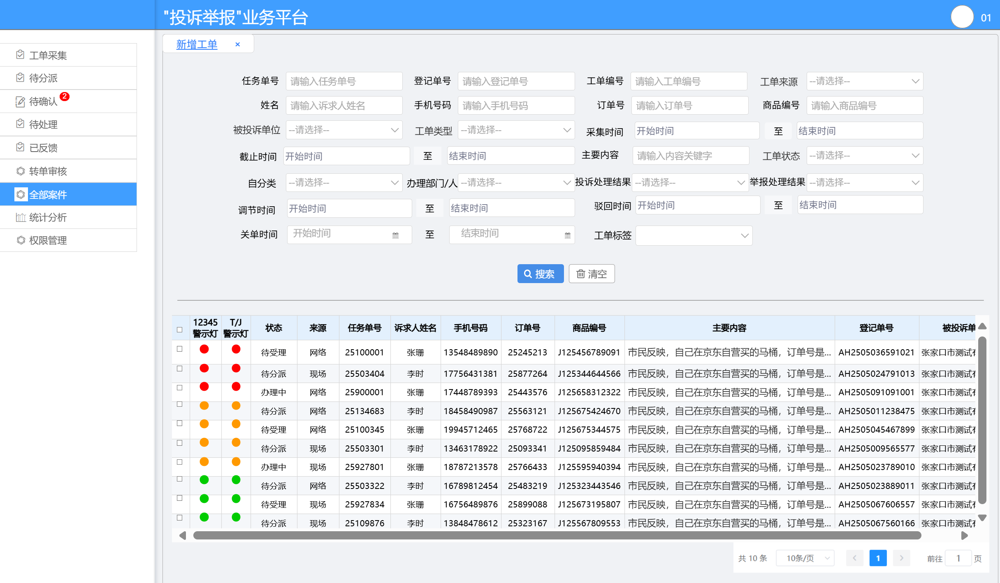 "投诉举报"业务平台
01
新增工单 ×
工单采集
待分派
待确认 2
待处理
已反馈
转单审核
全部案件
统计分析
权限管理
任务单号 请输入任务单号 登记单号 请输入登记单号 工单编号 请输入工单编号 工单来源 --请选择--
姓名 请输入诉求人姓名 手机号码 请输入手机号码 订单号 请输入订单号 商品编号 请输入商品编号
被投诉单位 --请选择-- 工单类型 --请选择-- 采集时间 开始时间 至 结束时间
截止时间 开始时间 至 结束时间 主要内容 请输入内容关键字 工单状态 --请选择--
自分类 --请选择-- 办理部门/人 --请选择-- 投诉处理结果 --请选择-- 举报处理结果 --请选择--
调节时间 开始时间 至 结束时间 驳回时间 开始时间 至 结束时间
关单时间 开始时间 至 结束时间 工单标签
搜索 清空
12345警示灯 T/J警示灯 状态 来源 任务单号 诉求人姓名 手机号码 订单号 商品编号 主要内容 登记单号 被投诉单
待受理 网络 25100001 张珊 13548489890 25245213 J125456789091 市民反映，自己在京东自营买的马桶，订单号是... AH2505036591021 张家口市测试有
待分派 现场 25503404 李时 17756431381 25877264 J125344644566 市民反映，自己在京东自营买的马桶，订单号是... AH2505024791013 张家口市测试有
办理中 网络 25900001 张珊 17448789393 25443576 J125658312322 市民反映，自己在京东自营买的马桶，订单号是... AH2505091091001 张家口市测试有
待分派 网络 25134683 李时 18458490987 25563121 J125675424670 市民反映，自己在京东自营买的马桶，订单号是... AH2505011238475 张家口市测试有
待受理 网络 25100345 张珊 19945712465 25768722 J125675344575 市民反映，自己在京东自营买的马桶，订单号是... AH2505045467899 张家口市测试有
待分派 现场 25503301 李时 13463178922 25093341 J125095859484 市民反映，自己在京东自营买的马桶，订单号是... AH2505009565577 张家口市测试有
办理中 现场 25927801 张珊 18787213578 25766433 J125595940394 市民反映，自己在京东自营买的马桶，订单号是... AH2505023789010 张家口市测试有
待分派 网络 25503322 李时 16789812454 25483219 J125323443546 市民反映，自己在京东自营买的马桶，订单号是... AH2505023889011 张家口市测试有
待受理 现场 25927834 张珊 16756489876 25899088 J125673195807 市民反映，自己在京东自营买的马桶，订单号是... AH2505067606557 张家口市测试有
待分派 现场 25109876 李时 13848478612 25323167 J125567809553 市民反映，自己在京东自营买的马桶，订单号是... AH2505067560166 张家口市测试有
共 10 条 10条/页 1 前往 1 页